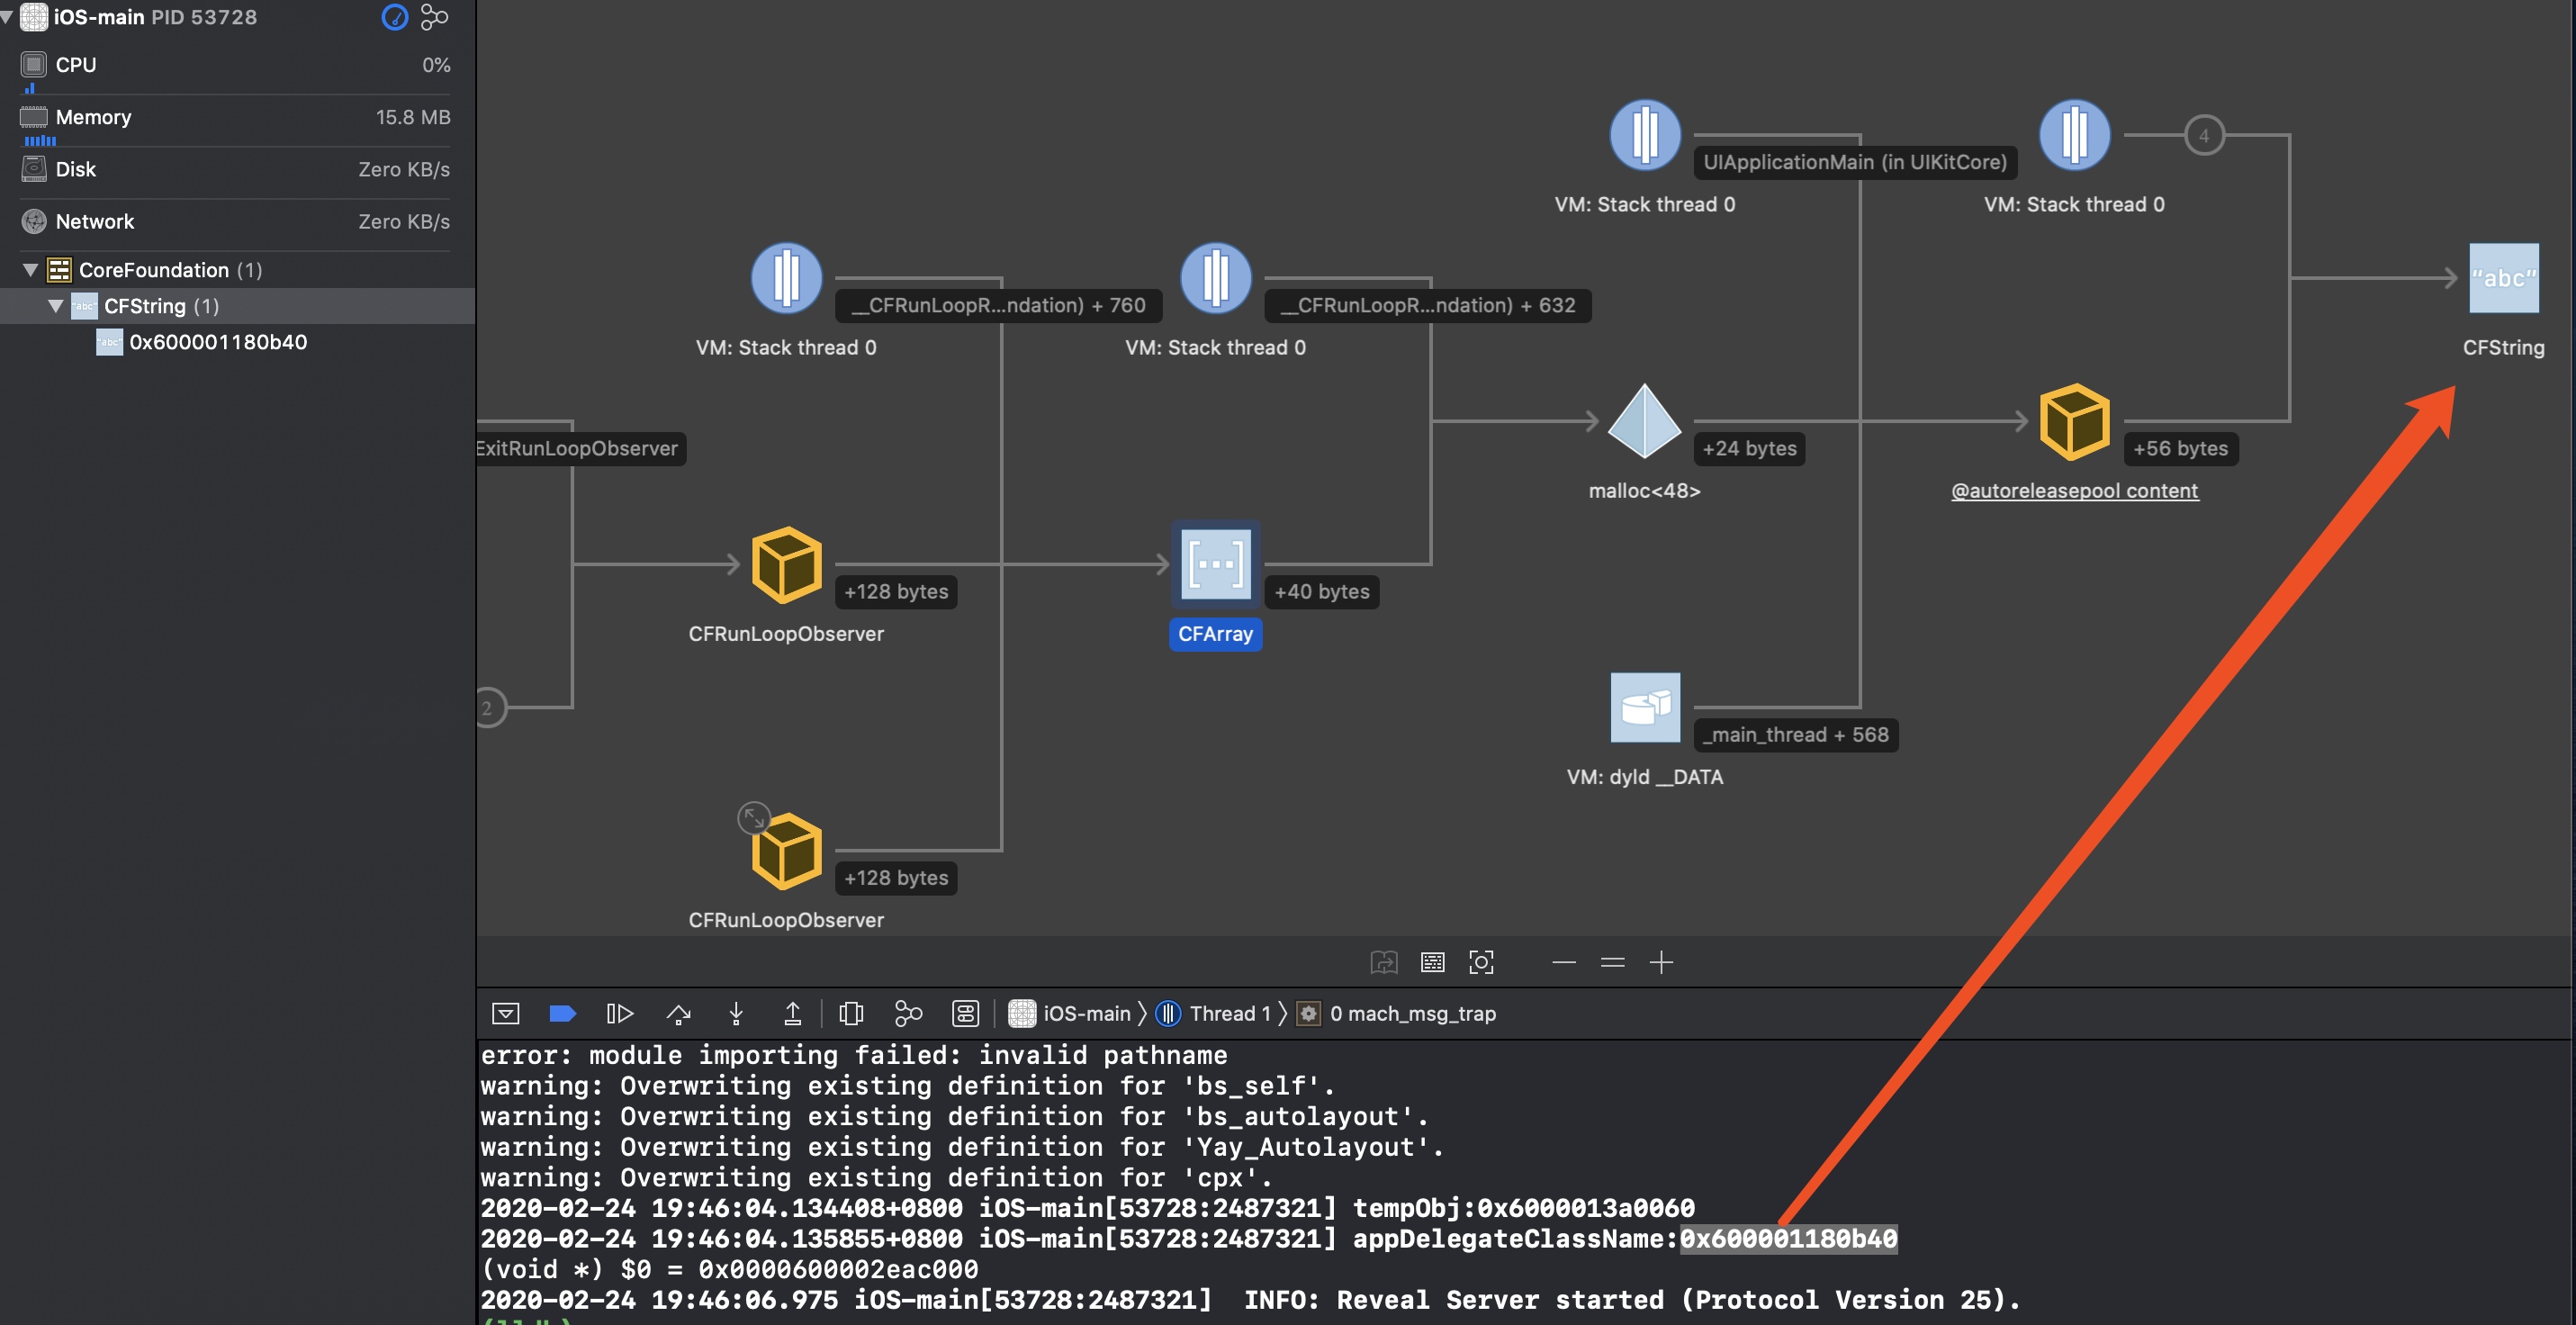 iOS-main PID 53728
CPU 0%
Memory 15.8 MB
Disk Zero KB/s
Network Zero KB/s
CoreFoundation (1)
"abc" CFString (1)
"abc" 0x600001180b40
UIApplicationMain (in UIKitCore)
4
VM: Stack thread 0
VM: Stack thread 0
"abc"
__CFRunLoopR...ndation) + 760
__CFRunLoopR...ndation) + 632
VM: Stack thread 0
VM: Stack thread 0
CFString
ExitRunLoopObserver
+24 bytes
+56 bytes
malloc<48>
@autoreleasepool content
+128 bytes
+40 bytes
CFRunLoopObserver
CFArray
2
_main_thread + 568
VM: dyld __DATA
+128 bytes
CFRunLoopObserver
iOS-main 〉 Thread 1 〉 0 mach_msg_trap
error: module importing failed: invalid pathname
warning: Overwriting existing definition for 'bs_self'.
warning: Overwriting existing definition for 'bs_autolayout'.
warning: Overwriting existing definition for 'Yay_Autolayout'.
warning: Overwriting existing definition for 'cpx'.
2020-02-24 19:46:04.134408+0800 iOS-main[53728:2487321] tempObj:0x6000013a0060
2020-02-24 19:46:04.135855+0800 iOS-main[53728:2487321] appDelegateClassName:0x600001180b40
(void *) $0 = 0x0000600002eac000
2020-02-24 19:46:06.975 iOS-main[53728:2487321]  INFO: Reveal Server started (Protocol Version 25).